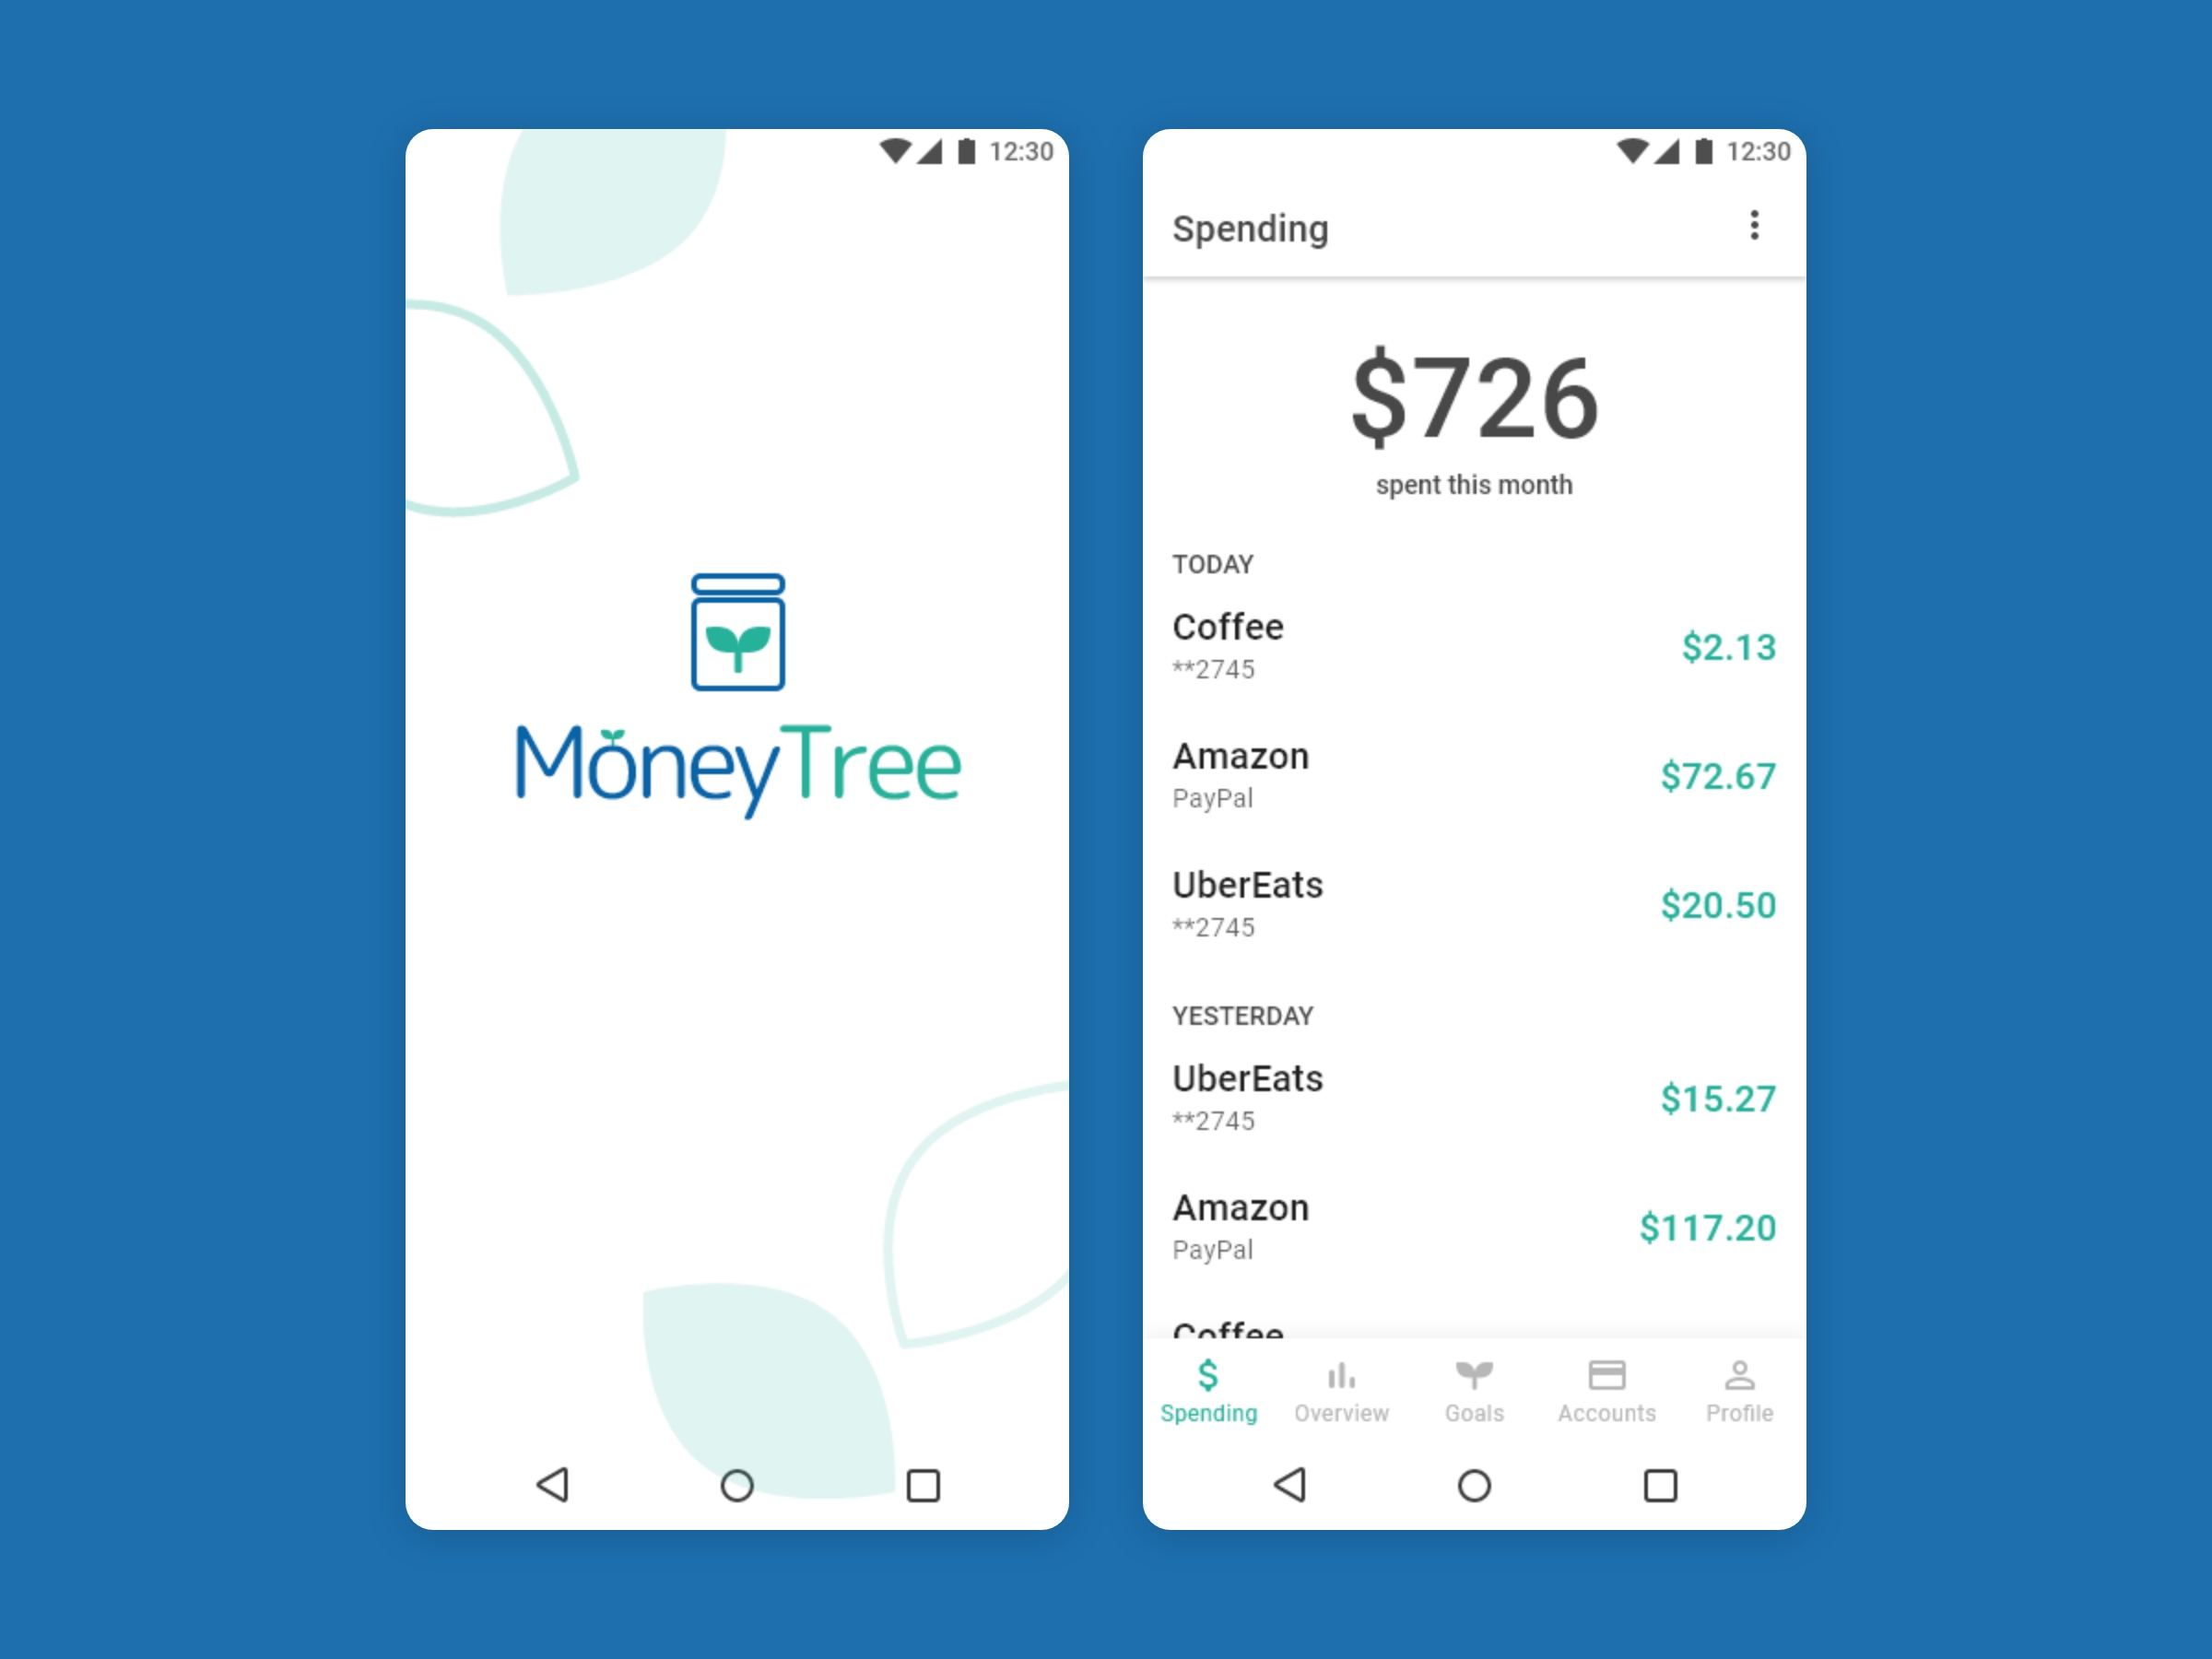 12:30
MoneyTree
12:30
Spending
$726
spent this month
TODAY
Coffee
$2.13
**2745
Amazon
$72.67
PayPal
UberEats
$20.50
**2745
YESTERDAY
UberEats
$15.27
**2745
Amazon
$117.20
PayPal
Coffee
$
Spending
Overview
Goals
Accounts
Profile